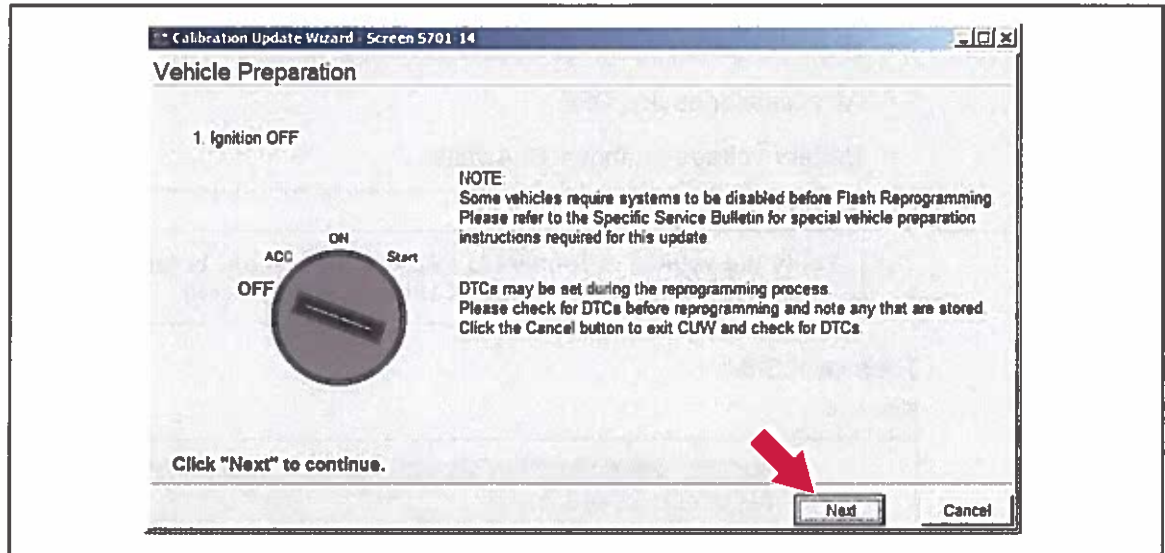 * Calibration Update Wizard - Screen S701-14
Vehicle Preparation
1. Ignition OFF
NOTE:
Some vehicles require systems to be disabled before Flash Reprogramming
Please refer to the Specific Service Bulletin for special vehicle preparation
instructions required for this update
ON
ACC
Start
OFF
DTCs may be set during the reprogramming process.
Please check for DTCs before reprogramming and note any that are stored.
Click the Cancel button to exit CUW and check for DTCs.
Click "Next" to continue.
Next
Cancel